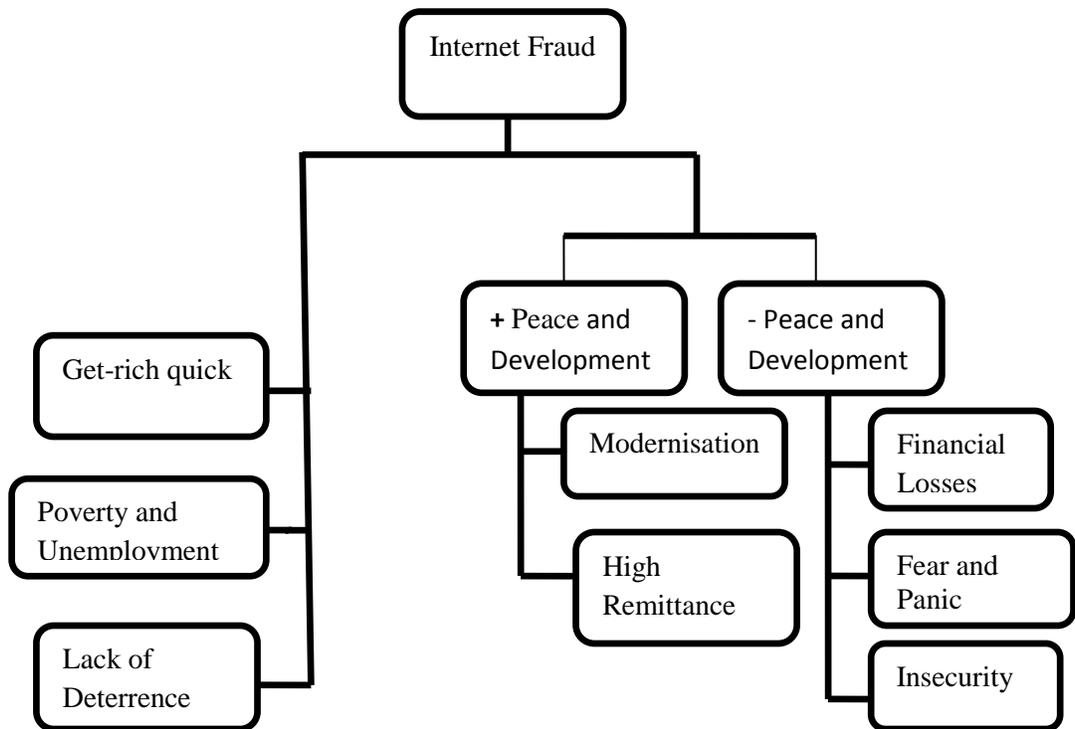 Internet Fraud
+ Peace and
Development
- Peace and
Development
Get-rich quick
Poverty and
Unemployment
Lack of
Deterrence
Modernisation
High
Remittance
Financial
Losses
Fear and
Panic
Insecurity